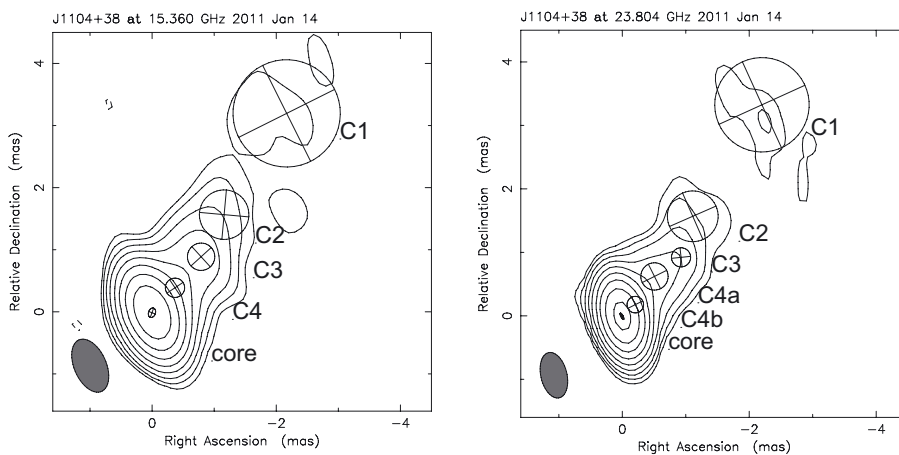 J1104+38 at 15.360 GHz 2011 Jan 14
4
2
0
Relative Declination (mas)
C1
C2
C3
C4
core
0
−2
−4
Right Ascension (mas)
J1104+38 at 23.804 GHz 2011 Jan 14
4
2
0
Relative Declination (mas)
C1
C2
C3
C4a
C4b
core
0
−2
−4
Right Ascension (mas)